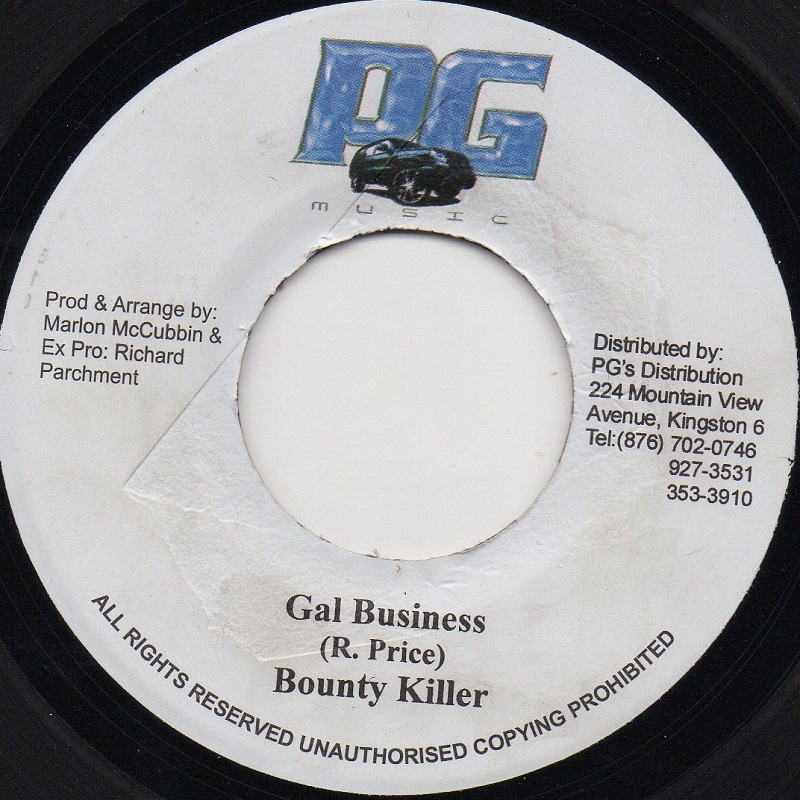 PG
MUSIC
Prod & Arrange by:
Marlon McCubbin &
Ex Pro: Richard
Parchment
Distributed by:
PG's Distribution
224 Mountain View
Avenue, Kingston 6
Tel:(876) 702-0746
927-3531
353-3910
Gal Business
(R. Price)
Bounty Killer
ALL RIGHTS RESERVED UNAUTHORISED COPYING PROHIBITED